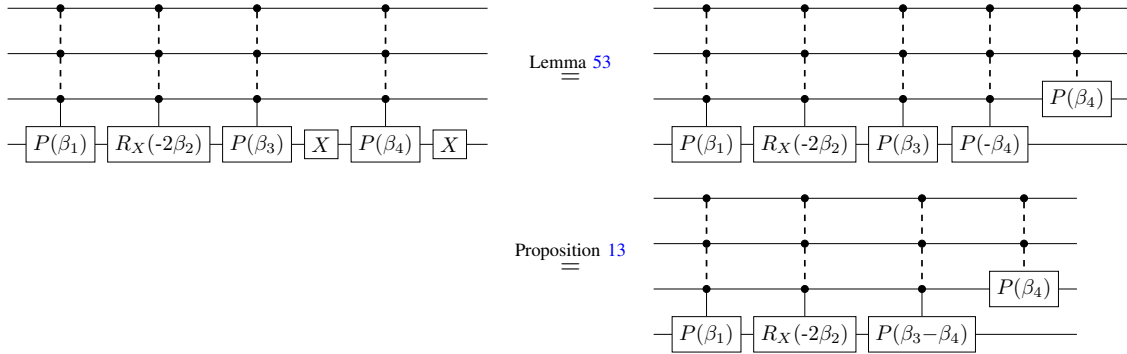 Lemma 53
=
P(β₄)
P(β₁) R_X(-2β₂) P(β₃) X P(β₄) X
P(β₁) R_X(-2β₂) P(β₃) P(-β₄)
Proposition 13
=
P(β₄)
P(β₁) R_X(-2β₂) P(β₃−β₄)